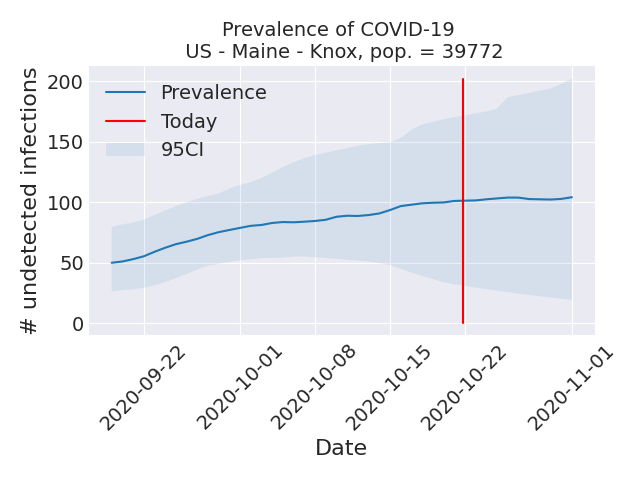 Prevalence of COVID-19
US - Maine - Knox, pop. = 39772
# undetected infections
200
150
100
50
0
Prevalence
Today
95CI
2020-09-22
2020-10-01
2020-10-08
2020-10-15
2020-10-22
2020-11-01
Date